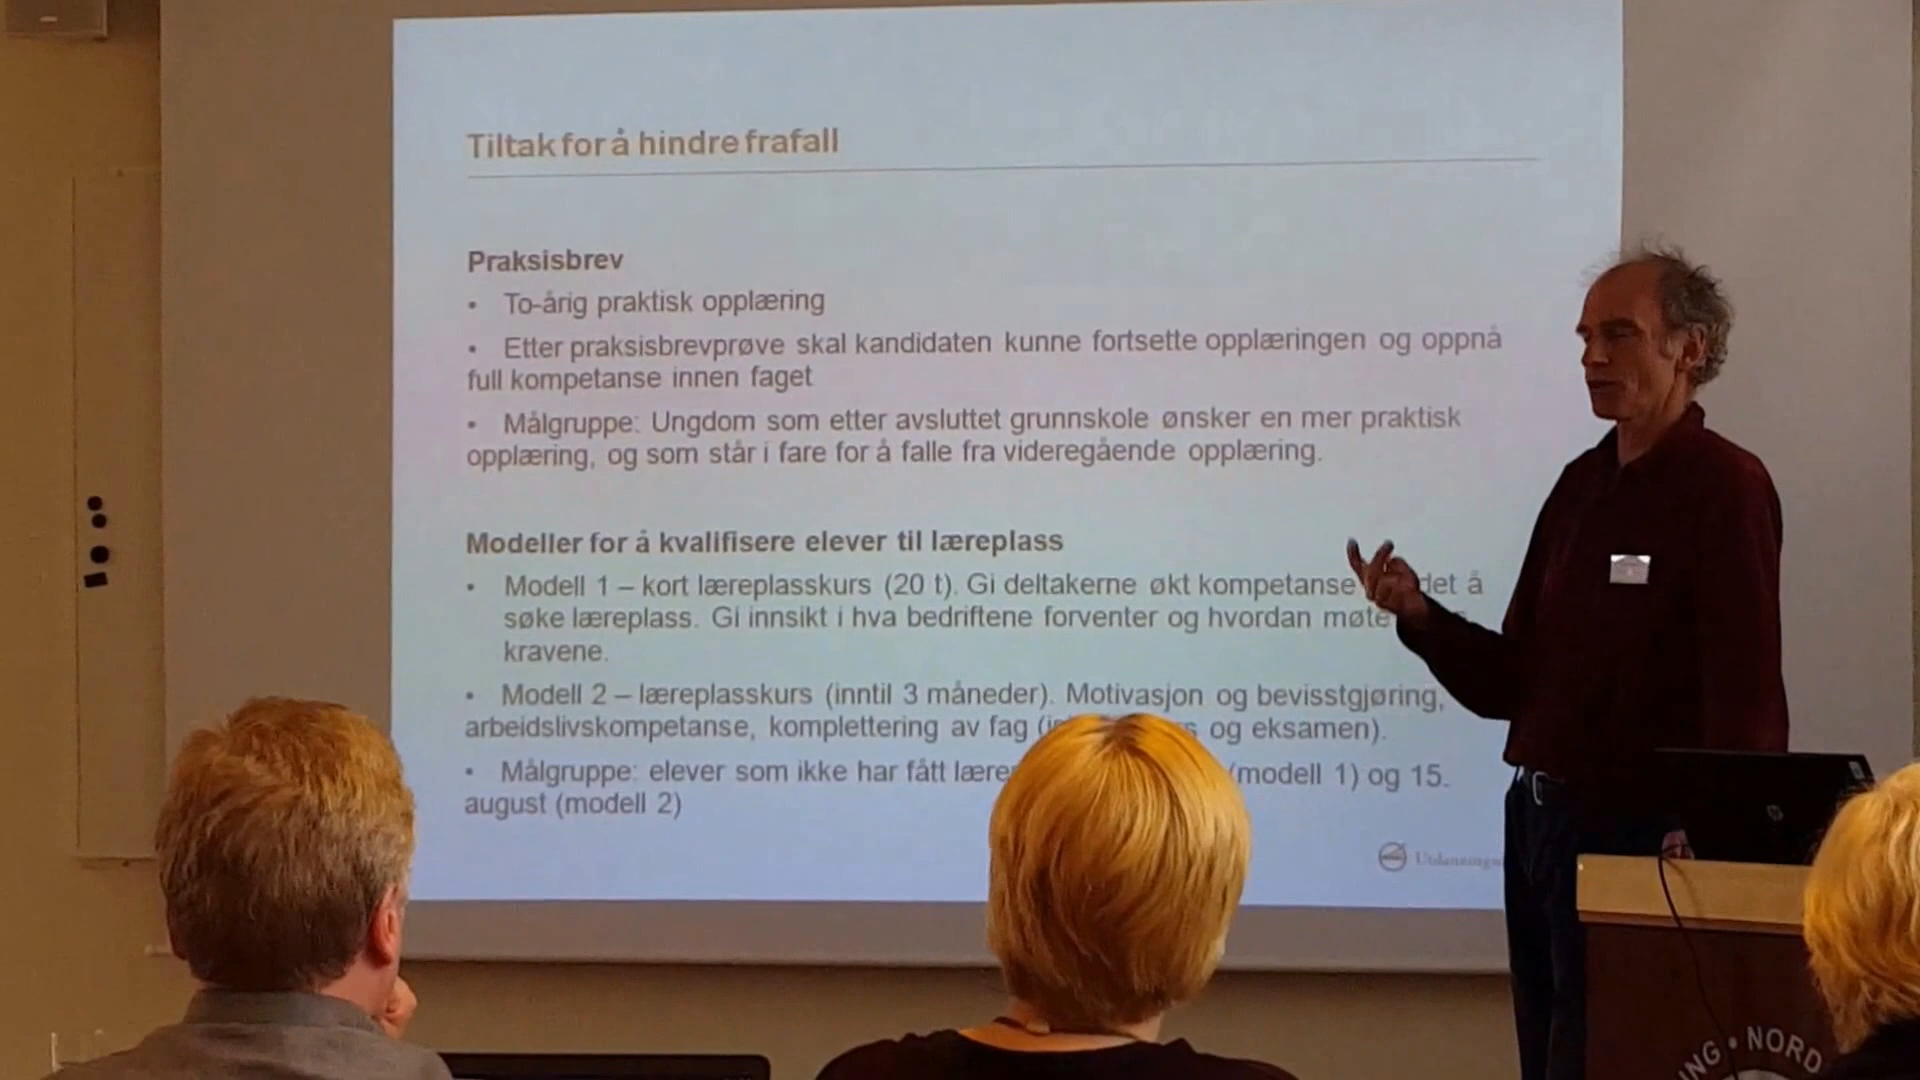 Tiltak for å hindre frafall
Praksisbrev
• To-årig praktisk opplæring
• Etter praksisbrevprøve skal kandidaten kunne fortsette opplæringen og oppnå
full kompetanse innen faget
• Målgruppe: Ungdom som etter avsluttet grunnskole ønsker en mer praktisk
opplæring, og som står i fare for å falle fra videregående opplæring.
Modeller for å kvalifisere elever til læreplass
• Modell 1 – kort læreplasskurs (20 t). Gi deltakerne økt kompetanse det å
søke læreplass. Gi innsikt i hva bedriftene forventer og hvordan møte
kravene.
• Modell 2 – læreplasskurs (inntil 3 måneder). Motivasjon og bevisstgjøring,
arbeidslivskompetanse, komplettering av fag ( og eksamen).
• Målgruppe: elever som ikke har fått (modell 1) og 15.
august (modell 2)
NORD